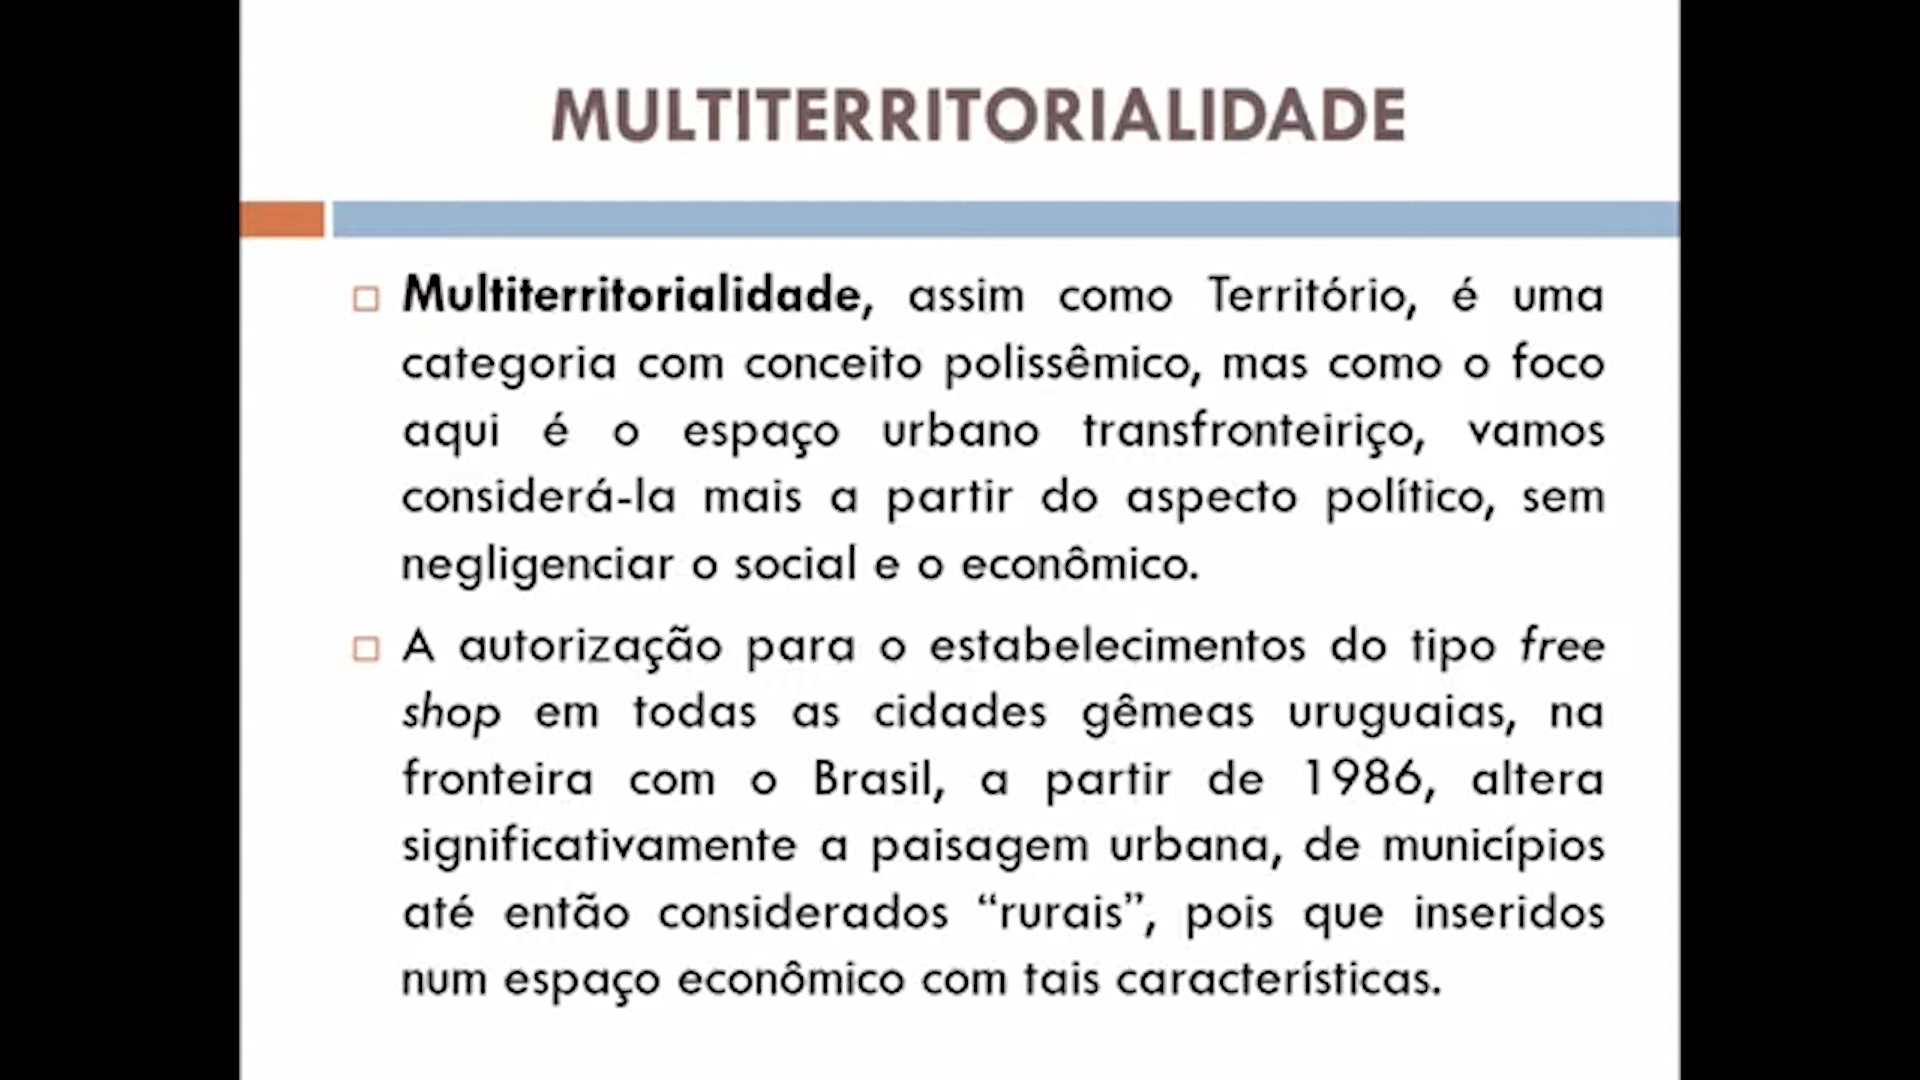 MULTITERRITORIALIDADE
Multiterritorialidade, assim como Território, é uma
categoria com conceito polissêmico, mas como o foco
aqui é o espaço urbano transfronteiriço, vamos
considerá-la mais a partir do aspecto político, sem
negligenciar o social e o econômico.
A autorização para o estabelecimentos do tipo free
shop em todas as cidades gêmeas uruguaias, na
fronteira com o Brasil, a partir de 1986, altera
significativamente a paisagem urbana, de municípios
até então considerados “rurais”, pois que inseridos
num espaço econômico com tais características.